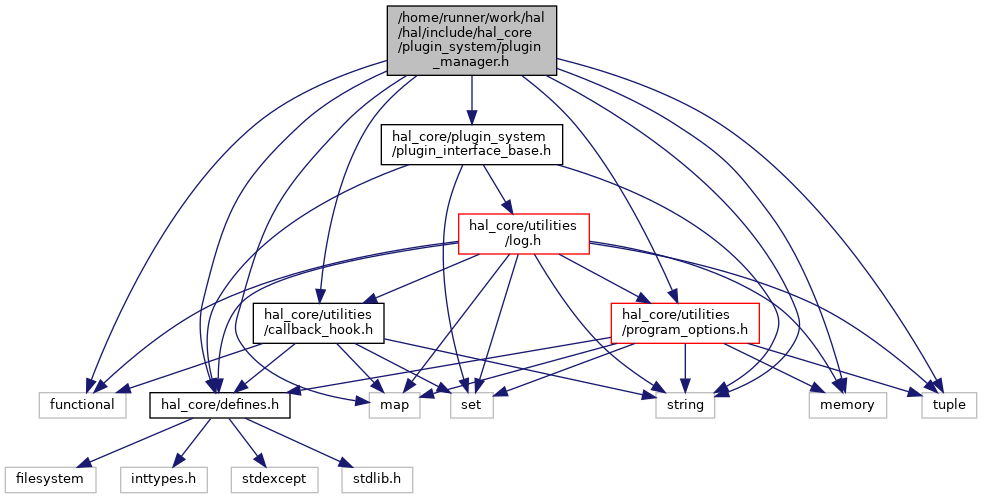 /home/runner/work/hal
/hal/include/hal_core
/plugin_system/plugin
_manager.h
hal_core/plugin_system
/plugin_interface_base.h
hal_core/utilities
/log.h
hal_core/utilities
/callback_hook.h
hal_core/utilities
/program_options.h
functional
hal_core/defines.h
map
set
string
memory
tuple
filesystem
inttypes.h
stdexcept
stdlib.h